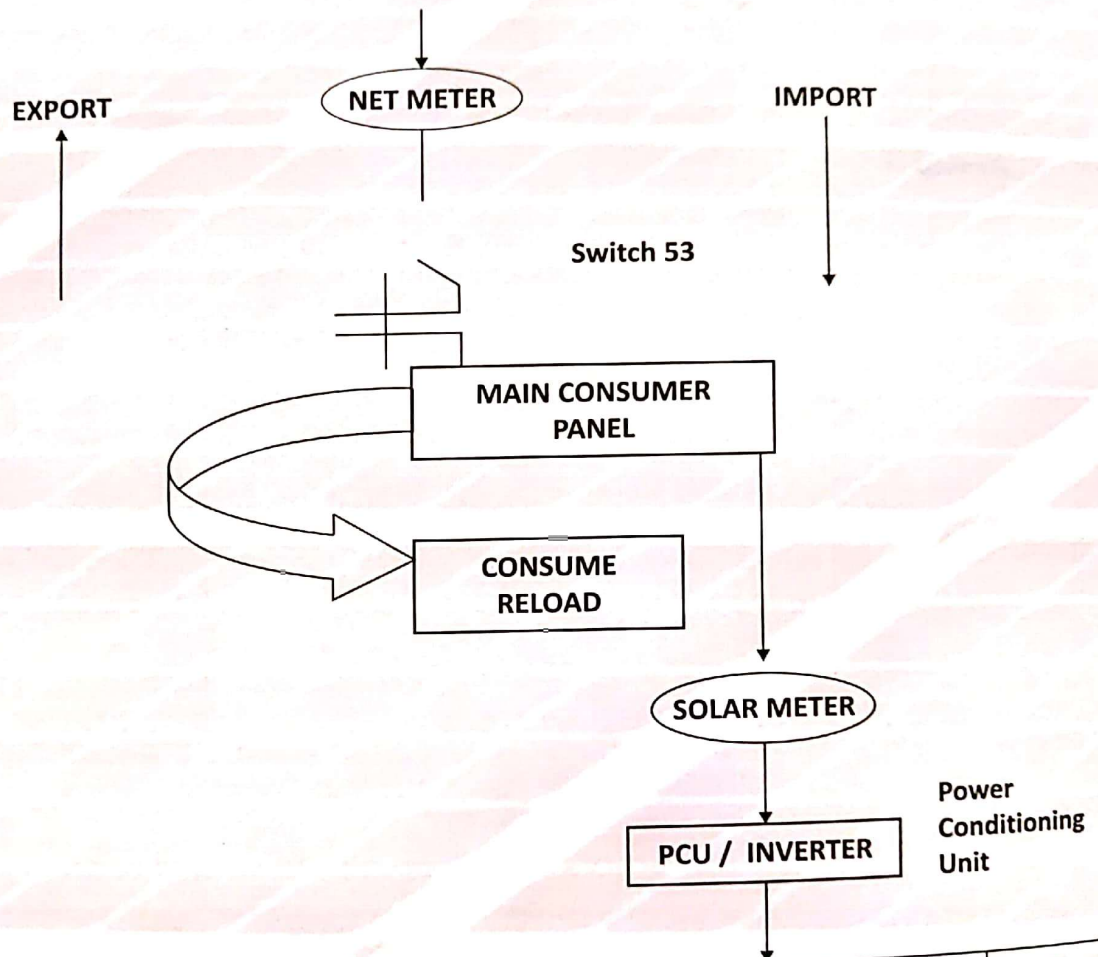 NET METER
EXPORT
IMPORT
Switch 53
MAIN CONSUMER
PANEL
CONSUME
RELOAD
SOLAR METER
PCU / INVERTER
Power
Conditioning
Unit